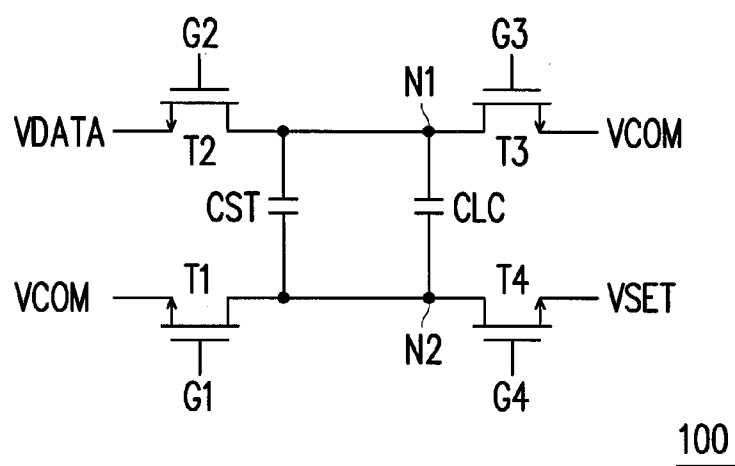 G2 G3
N1
VDATA T2 T3 VCOM
CST CLC
VCOM T1 T4 VSET
N2
G1 G4
100